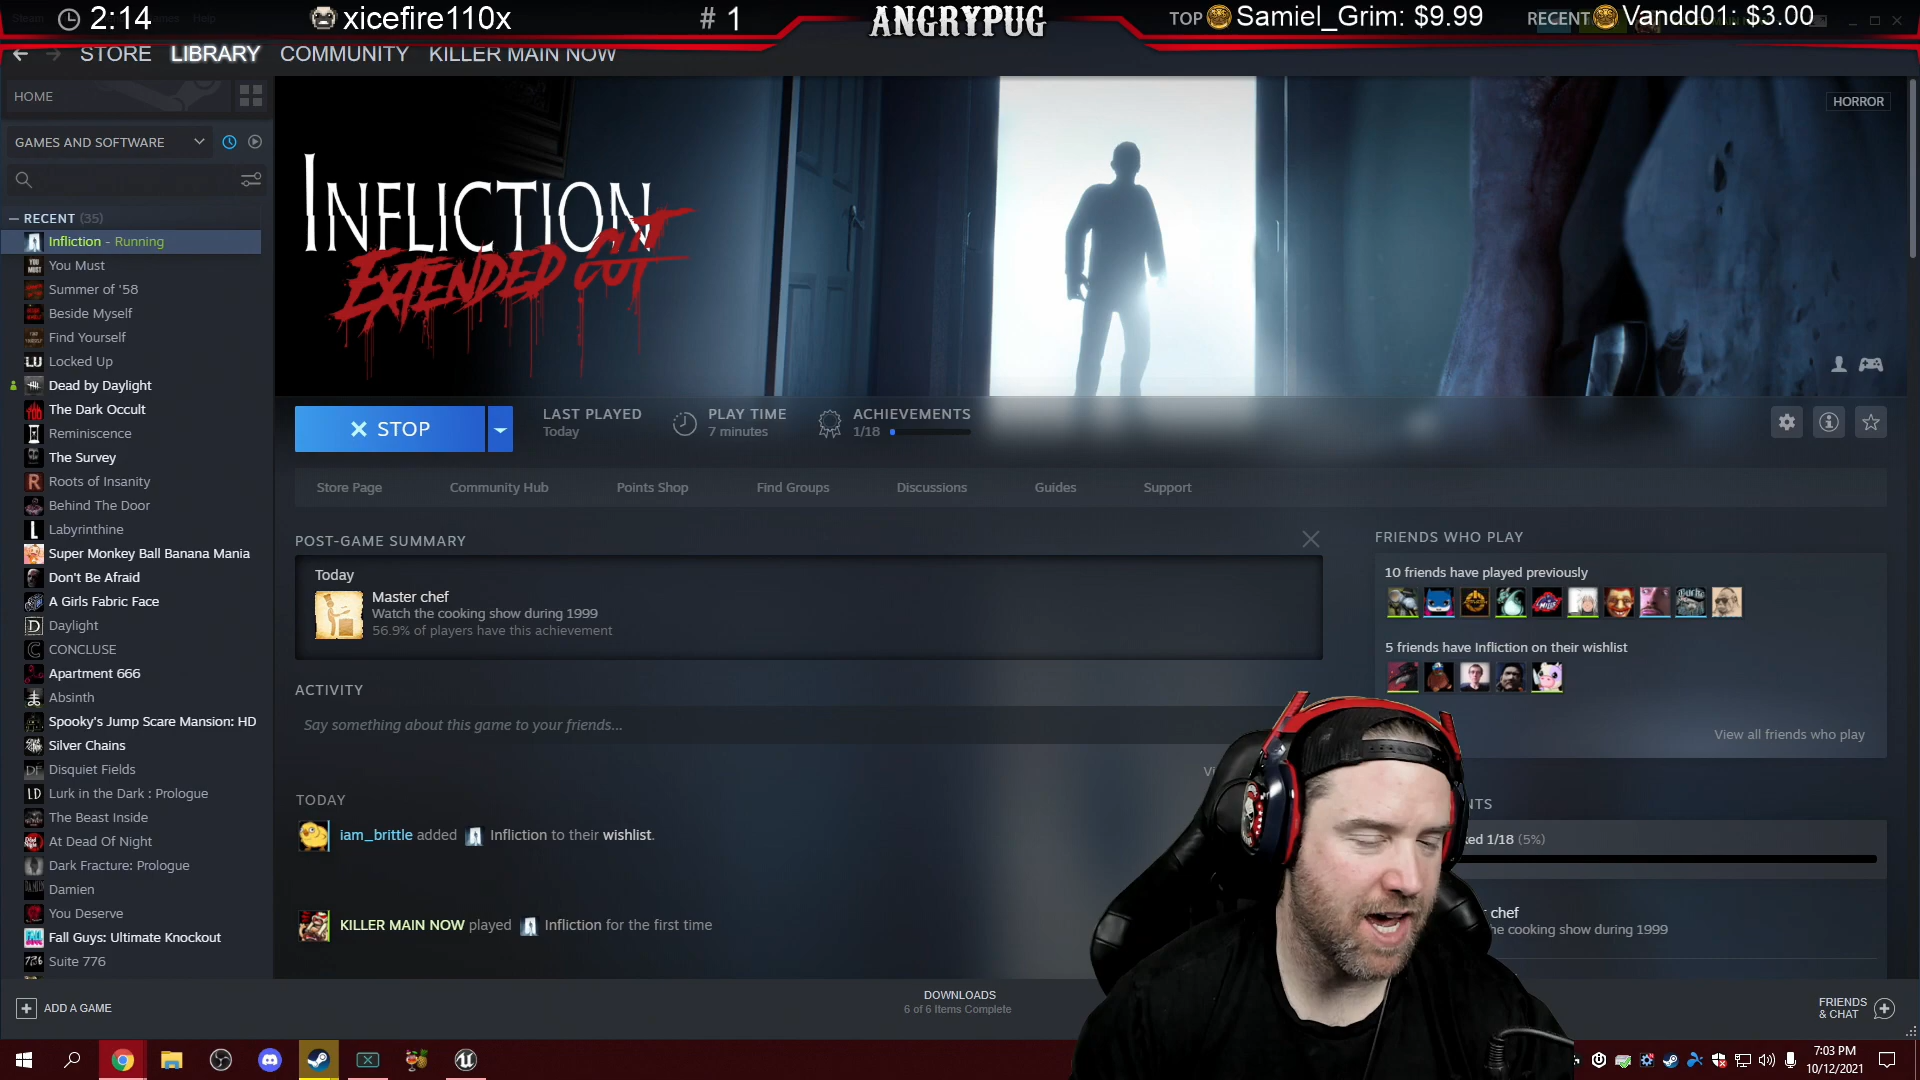 2:14
xicefire110x
# 1
ANGRYPUG
TOP Samiel_Grim: $9.99
RECENT Vandd01: $3.00
STORE LIBRARY COMMUNITY KILLER MAIN NOW
HOME
GAMES AND SOFTWARE
RECENT (35)
Infliction - Running
You Must
Summer of '58
Beside Myself
Find Yourself
Locked Up
Dead by Daylight
The Dark Occult
Reminiscence
The Survey
Roots of Insanity
Behind The Door
Labyrinthine
Super Monkey Ball Banana Mania
Don't Be Afraid
A Girls Fabric Face
Daylight
CONCLUSE
Apartment 666
Absinth
Spooky's Jump Scare Mansion: HD
Silver Chains
Disquiet Fields
Lurk in the Dark : Prologue
The Beast Inside
At Dead Of Night
Dark Fracture: Prologue
Damien
You Deserve
Fall Guys: Ultimate Knockout
Suite 776
ADD A GAME
HORROR
INFLICTION
EXTENDED CUT
STOP
LAST PLAYED
Today
PLAY TIME
7 minutes
ACHIEVEMENTS
1/18
Store Page Community Hub Points Shop Find Groups Discussions Guides Support
POST-GAME SUMMARY
Today
Master chef
Watch the cooking show during 1999
56.9% of players have this achievement
ACTIVITY
Say something about this game to your friends...
TODAY
iam_brittle added Infliction to their wishlist.
KILLER MAIN NOW played Infliction for the first time
FRIENDS WHO PLAY
10 friends have played previously
5 friends have Infliction on their wishlist
View all friends who play
1/18 (5%)
chef
cooking show during 1999
DOWNLOADS
6 of 6 Items Complete
FRIENDS
& CHAT
7:03 PM
10/12/2021